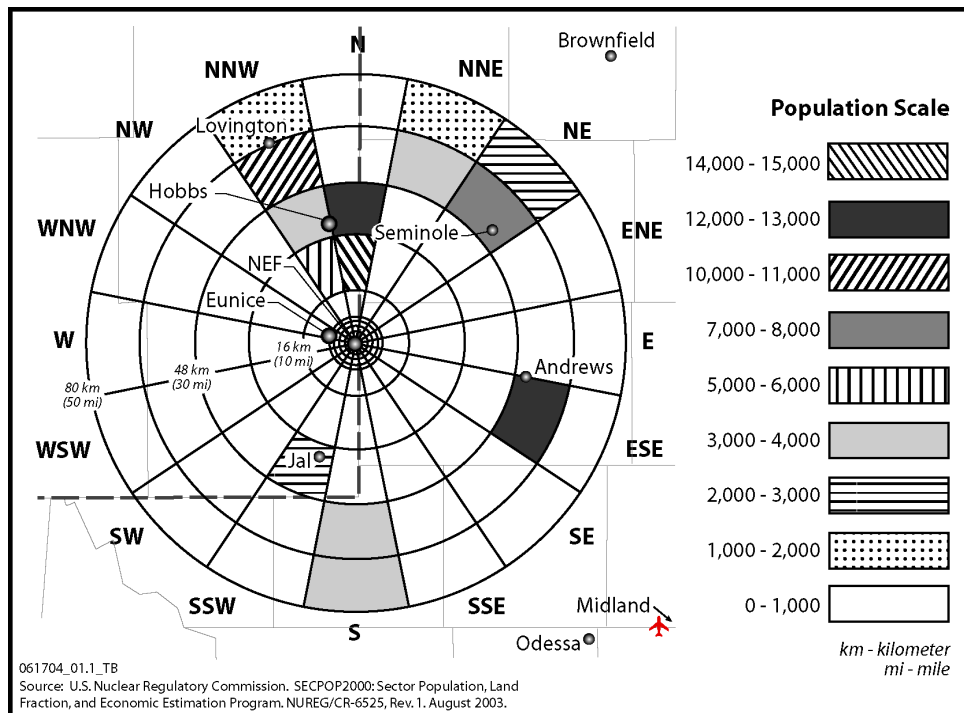 N
Brownfield
NNW
NNE
NW
Lovington
NE
Population Scale
14,000 - 15,000
Hobbs
12,000 - 13,000
WNW
Seminole
ENE
NEF
10,000 - 11,000
Eunice
W
E
7,000 - 8,000
16 km
(10 mi)
48 km
(30 mi)
80 km
(50 mi)
Andrews
5,000 - 6,000
WSW
ESE
3,000 - 4,000
Jal
2,000 - 3,000
SW
SE
1,000 - 2,000
SSW
SSE
Midland
0 - 1,000
S
Odessa
km - kilometer
mi - mile
061704_01.1_TB
Source: U.S. Nuclear Regulatory Commission. SECPOP2000: Sector Population, Land
Fraction, and Economic Estimation Program. NUREG/CR-6525, Rev. 1. August 2003.